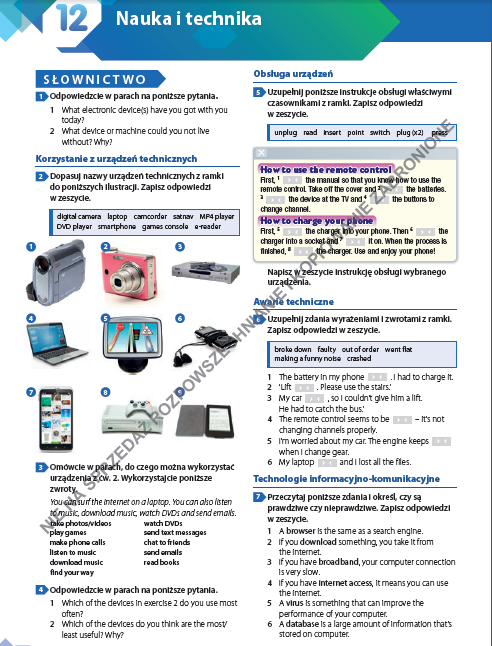 12 Nauka i technika
SŁOWNICTWO
1 Odpowiedzcie w parach na poniższe pytania.
1 What electronic device(s) have you got with you
today?
2 What device or machine could you not live
without? Why?
Korzystanie z urządzeń technicznych
2 Dopasuj nazwy urządzeń technicznych z ramki
do poniższych ilustracji. Zapisz odpowiedzi
w zeszycie.
digital camera laptop camcorder satnav MP4 player
DVD player smartphone games console e-reader
1 2 3
4 5 6
7 8 9
3 Omówcie w parach, do czego można wykorzystać
urządzenia z ćw. 2. Wykorzystajcie poniższe
zwroty.
You can surf the internet on a laptop. You can also listen
to music, download music, watch DVDs and send emails.
take photos/videos watch DVDs
play games send text messages
make phone calls chat to friends
listen to music send emails
download music read books
find your way
4 Odpowiedzcie w parach na poniższe pytania.
1 Which of the devices in exercise 2 do you use most
often?
2 Which of the devices do you think are the most/
least useful? Why?
Obsługa urządzeń
5 Uzupełnij poniższe instrukcje obsługi właściwymi
czasownikami z ramki. Zapisz odpowiedzi
w zeszycie.
unplug read insert point switch plug (x2) press
How to use the remote control
First, 1 the manual so that you know how to use the
remote control. Take off the cover and 2 the batteries.
3 the device at the TV and 4 the buttons to
change channel.
How to charge your phone
First, 5 the charger into your phone. Then 6 the
charger into a socket and 7 it on. When the process is
finished, 8 the charger. Use and enjoy your phone!
Napisz w zeszycie instrukcję obsługi wybranego
urządzenia.
Awarie techniczne
6 Uzupełnij zdania wyrażeniami i zwrotami z ramki.
Zapisz odpowiedzi w zeszycie.
broke down faulty out of order went flat
making a funny noise crashed
1 The battery in my phone . I had to charge it.
2 'Lift . Please use the stairs.'
3 My car , so I couldn't give him a lift.
He had to catch the bus.'
4 The remote control seems to be – it's not
changing channels properly.
5 I'm worried about my car. The engine keeps
when I change gear.
6 My laptop and I lost all the files.
Technologie informacyjno-komunikacyjne
7 Przeczytaj poniższe zdania i określ, czy są
prawdziwe czy nieprawdziwe. Zapisz odpowiedzi
w zeszycie.
1 A browser is the same as a search engine.
2 If you download something, you take it from
the internet.
3 If you have broadband, your computer connection
is very slow.
4 If you have internet access, it means you can use
the internet.
5 A virus is something that can improve the
performance of your computer.
6 A database is a large amount of information that's
stored on computer.
NIE NA SPRZEDAŻ ROZPOWSZECHNIANIE I KOPIOWANIE ZABRONIONE